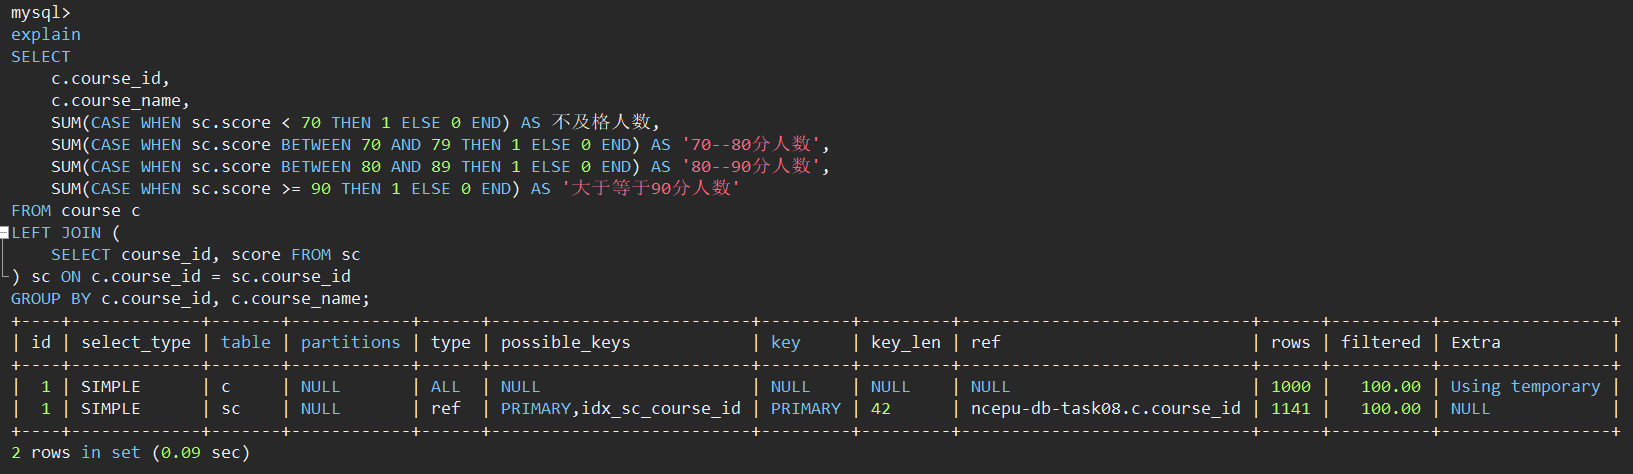 mysql>
explain
SELECT
    c.course_id,
    c.course_name,
    SUM(CASE WHEN sc.score < 70 THEN 1 ELSE 0 END) AS 不及格人数,
    SUM(CASE WHEN sc.score BETWEEN 70 AND 79 THEN 1 ELSE 0 END) AS '70--80分人数',
    SUM(CASE WHEN sc.score BETWEEN 80 AND 89 THEN 1 ELSE 0 END) AS '80--90分人数',
    SUM(CASE WHEN sc.score >= 90 THEN 1 ELSE 0 END) AS '大于等于90分人数'
FROM course c
LEFT JOIN (
    SELECT course_id, score FROM sc
) sc ON c.course_id = sc.course_id
GROUP BY c.course_id, c.course_name;
+----+-------------+-------+------------+------+---------------------------+---------+---------+-----------------------------+------+----------+-----------------+
| id | select_type | table | partitions | type | possible_keys             | key     | key_len | ref                         | rows | filtered | Extra           |
+----+-------------+-------+------------+------+---------------------------+---------+---------+-----------------------------+------+----------+-----------------+
|  1 | SIMPLE      | c     | NULL       | ALL  | NULL                      | NULL    | NULL    | NULL                        | 1000 |   100.00 | Using temporary |
|  1 | SIMPLE      | sc    | NULL       | ref  | PRIMARY,idx_sc_course_id | PRIMARY | 42      | ncepu-db-task08.c.course_id | 1141 |   100.00 | NULL            |
+----+-------------+-------+------------+------+---------------------------+---------+---------+-----------------------------+------+----------+-----------------+
2 rows in set (0.09 sec)